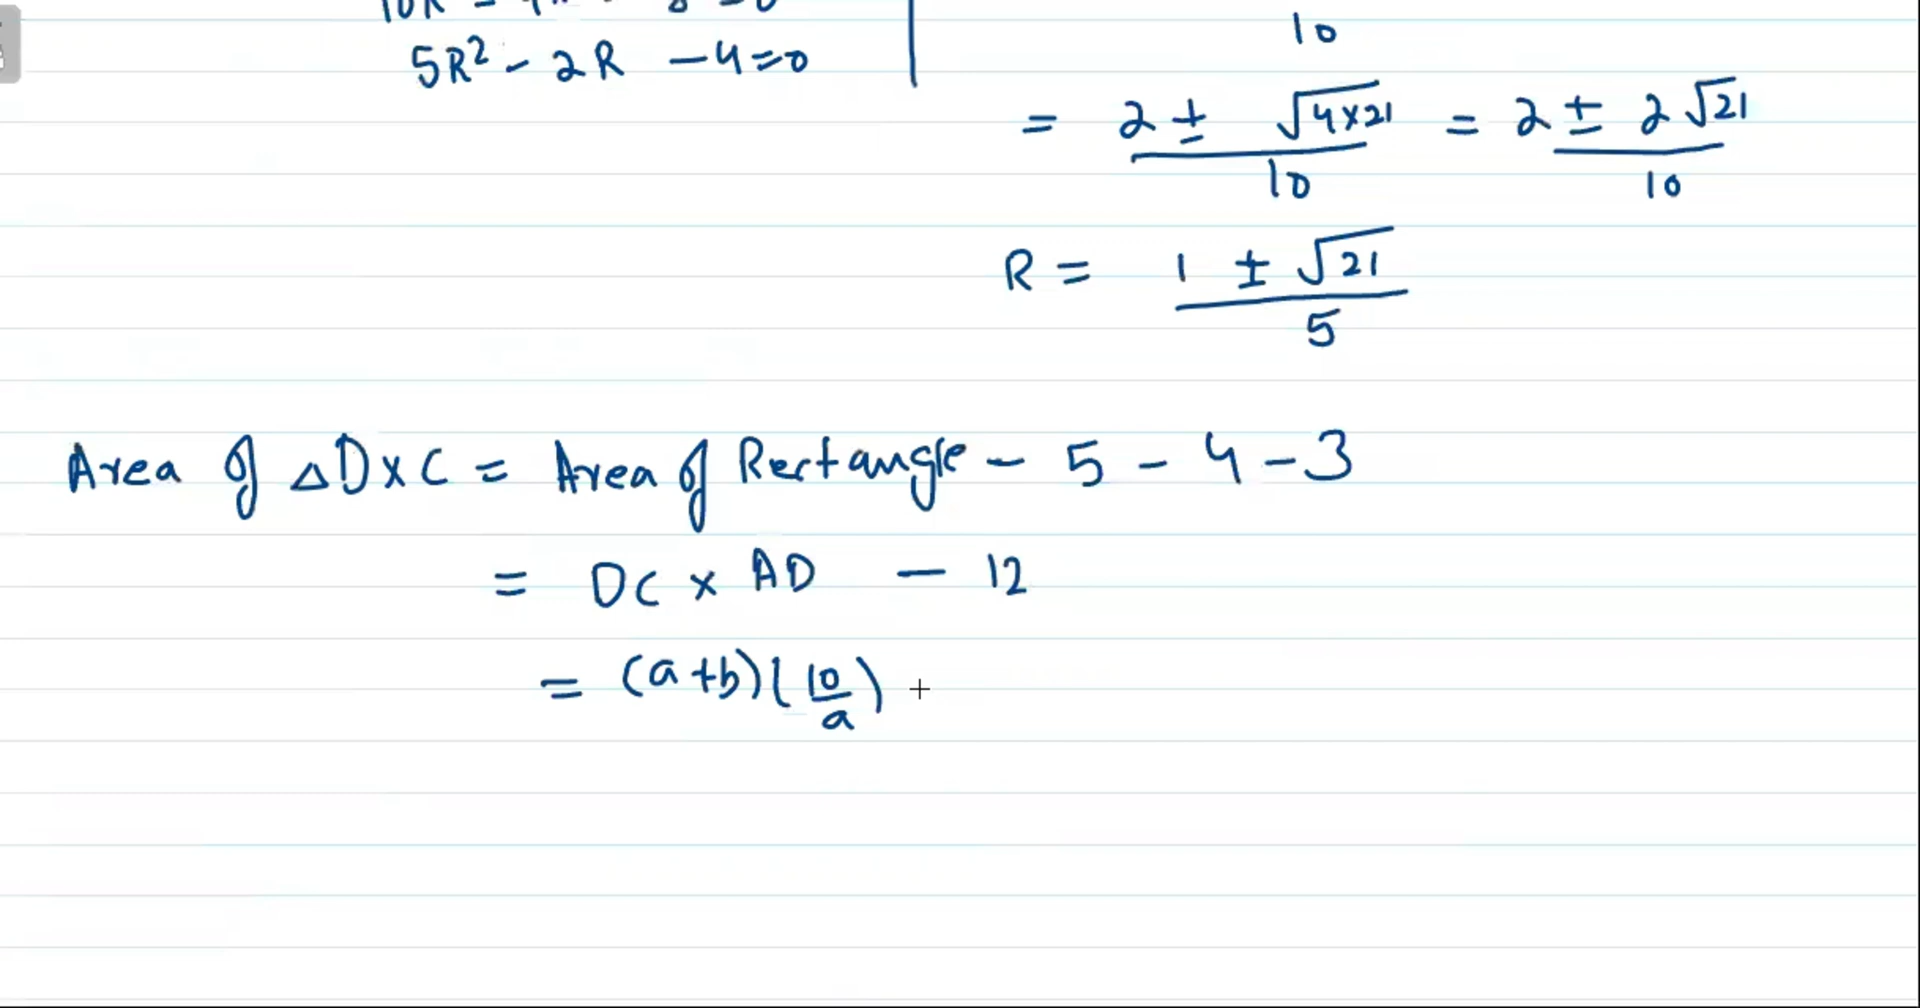 5R² - 2R - 4 = 0
10
= 2 ± √4×21 / 10 = 2 ± 2√21 / 10
R = 1 ± √21 / 5
Area of △DXC = Area of Rectangle - 5 - 4 - 3
= DC × AD - 12
= (a+b)(10/a)